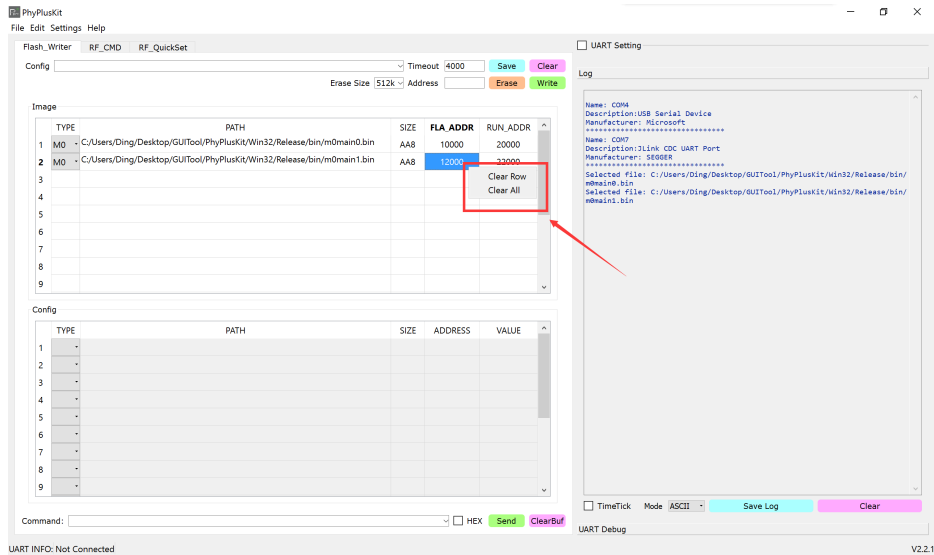 PhyPlusKit
File Edit Settings Help
Flash_Writer RF_CMD RF_QuickSet
Config Timeout 4000 Save Clear
Erase Size 512k Address Erase Write
Image
TYPE PATH SIZE FLA_ADDR RUN_ADDR
1 M0 C:/Users/Ding/Desktop/GUITool/PhyPlusKit/Win32/Release/bin/m0main0.bin AA8 10000 20000
2 M0 C:/Users/Ding/Desktop/GUITool/PhyPlusKit/Win32/Release/bin/m0main1.bin AA8 12000 22000
Clear Row
Clear All
3
4
5
6
7
8
9
Config
TYPE PATH SIZE ADDRESS VALUE
1
2
3
4
5
6
7
8
9
Command: HEX Send ClearBuf
UART INFO: Not Connected
UART Setting
Log
Name: COM4
Description:USB Serial Device
Manufacturer: Microsoft
********************************
Name: COM7
Description:JLink CDC UART Port
Manufacturer: SEGGER
********************************
Selected file: C:/Users/Ding/Desktop/GUITool/PhyPlusKit/Win32/Release/bin/
m0main0.bin
Selected file: C:/Users/Ding/Desktop/GUITool/PhyPlusKit/Win32/Release/bin/
m0main1.bin
TimeTick Mode ASCII Save Log Clear
UART Debug
V2.2.1